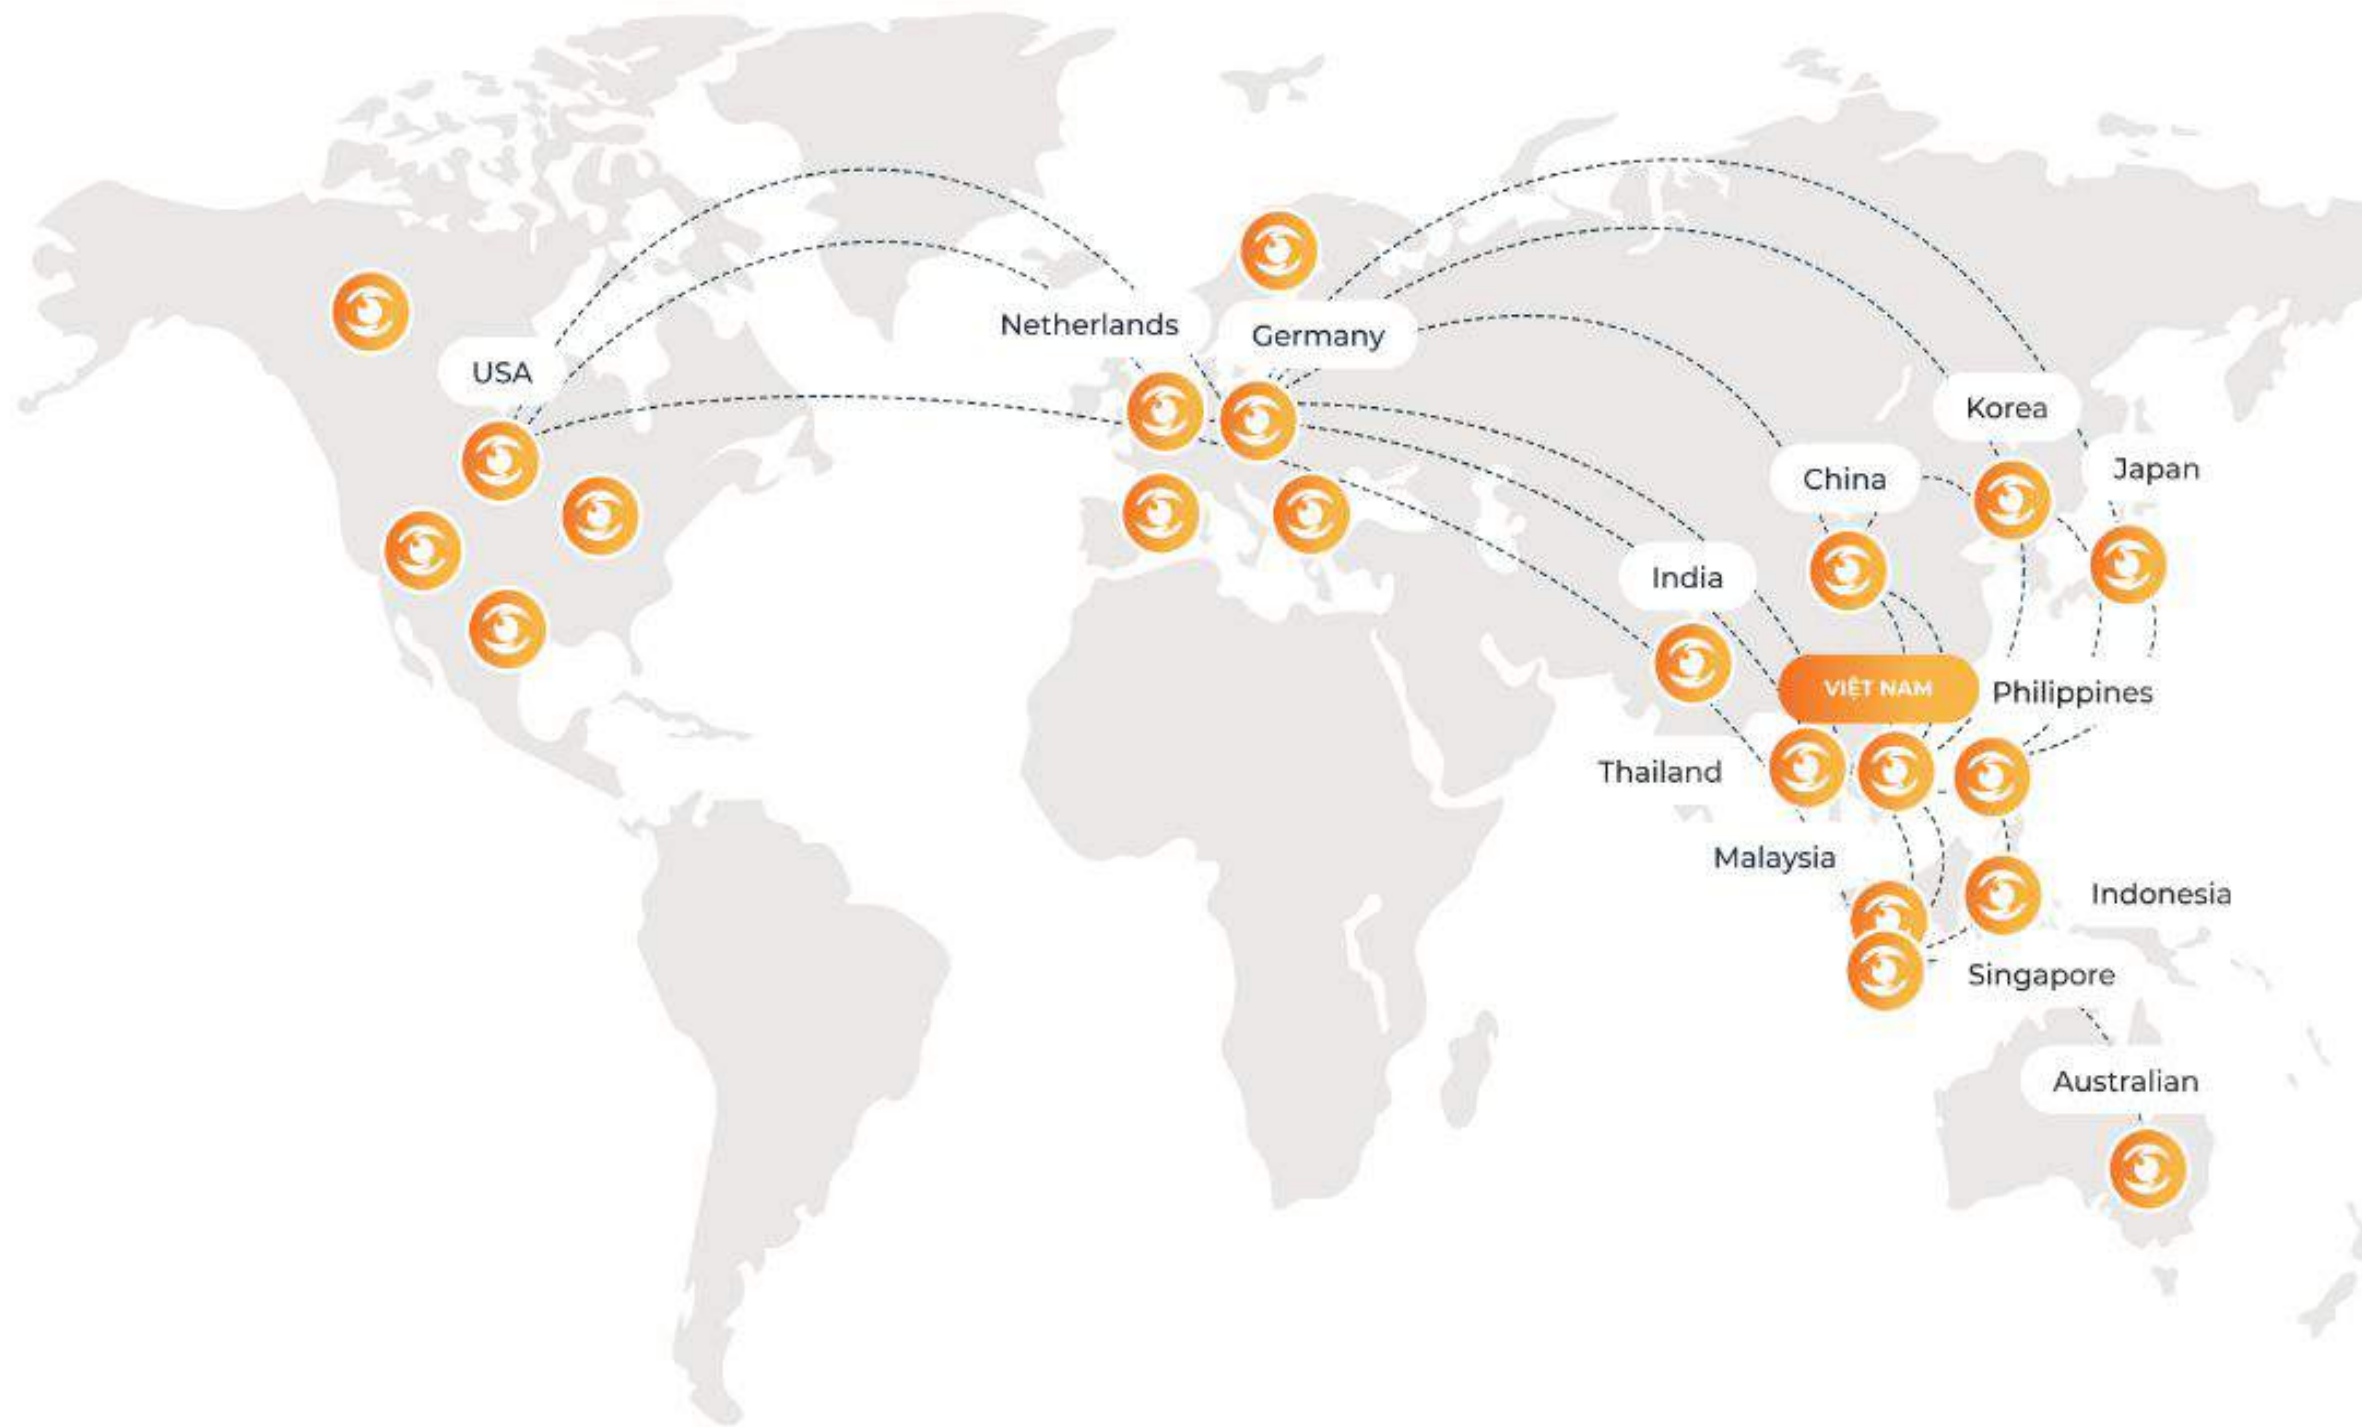 Netherlands
Germany
USA
Korea
Japan
China
India
VIỆT NAM
Philippines
Thailand
Malaysia
Indonesia
Singapore
Australian